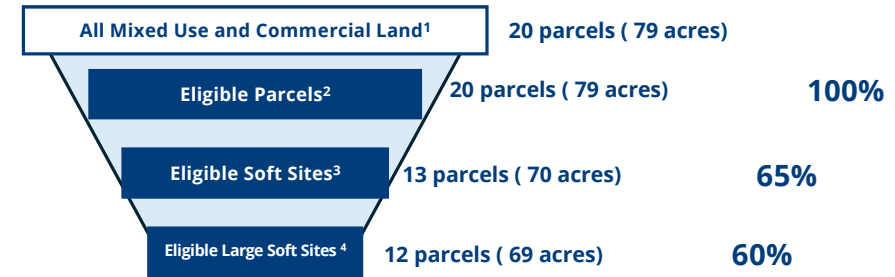 All Mixed Use and Commercial Land¹ 20 parcels ( 79 acres)
Eligible Parcels² 20 parcels ( 79 acres) 100%
Eligible Soft Sites³ 13 parcels ( 70 acres) 65%
Eligible Large Soft Sites ⁴ 12 parcels ( 69 acres) 60%